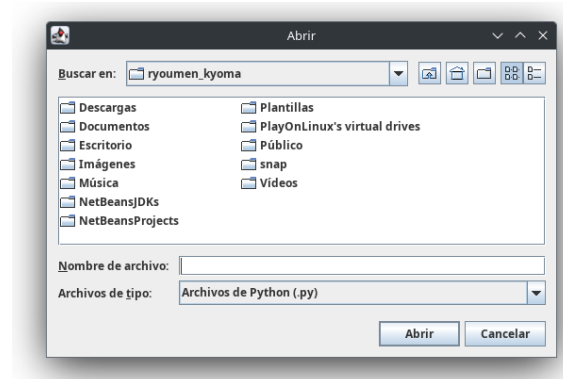 Abrir
Buscar en: ryoumen_kyoma
Descargas
Documentos
Escritorio
Imágenes
Música
NetBeansJDKs
NetBeansProjects
Plantillas
PlayOnLinux's virtual drives
Público
snap
Vídeos
Nombre de archivo:
Archivos de tipo: Archivos de Python (.py)
Abrir Cancelar